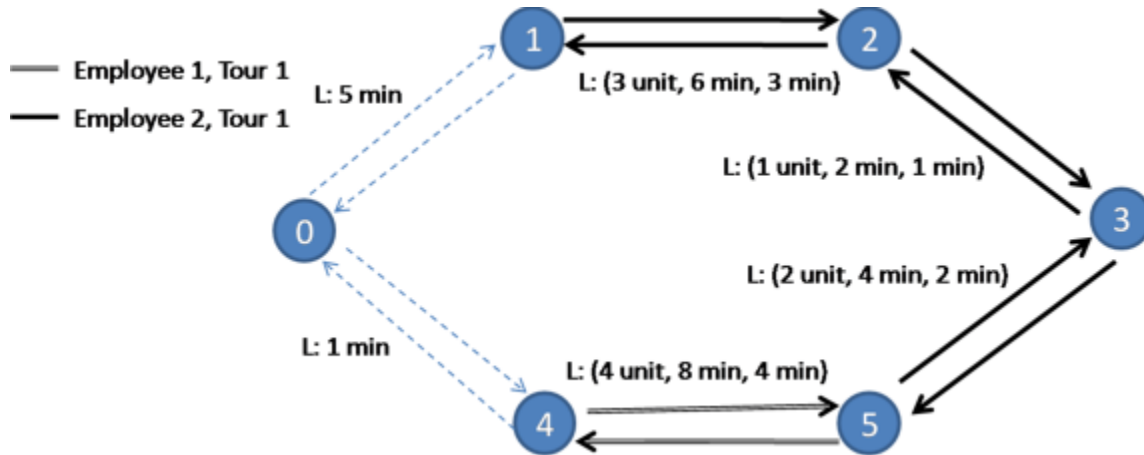 1
2
Employee 1, Tour 1
L: 5 min
L: (3 unit, 6 min, 3 min)
Employee 2, Tour 1
L: (1 unit, 2 min, 1 min)
3
0
L: (2 unit, 4 min, 2 min)
L: 1 min
L: (4 unit, 8 min, 4 min)
4
5